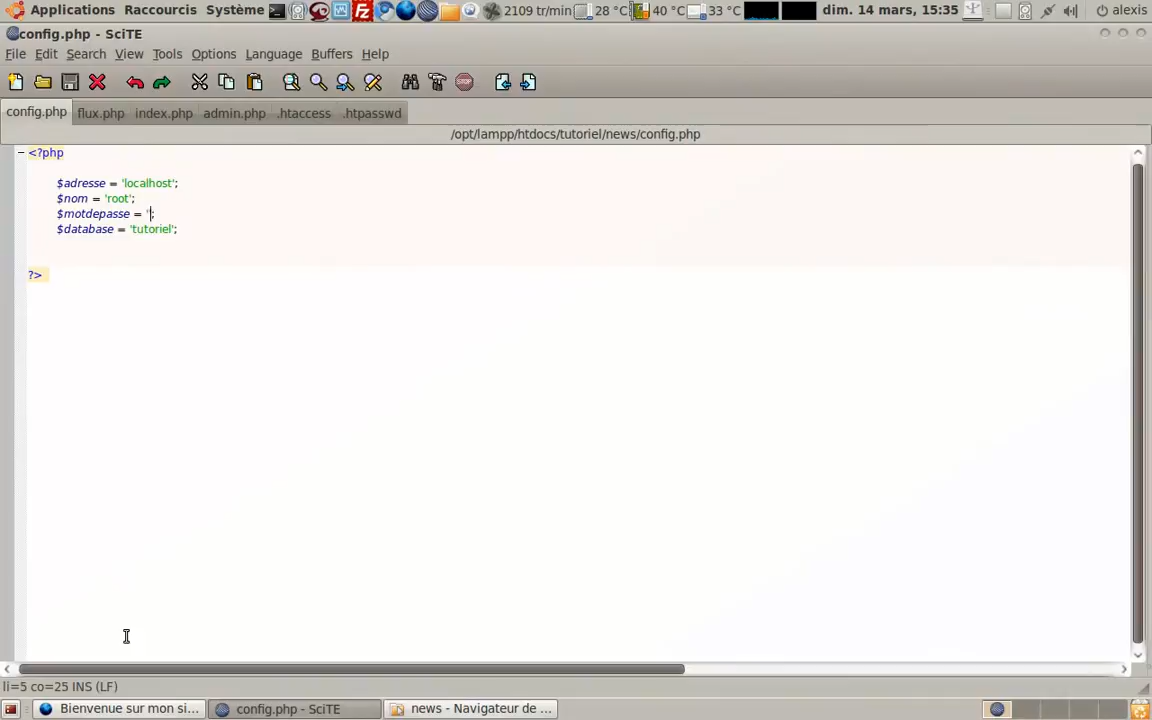 Applications Raccourcis Système 2109 tr/min 28 °C 40 °C 33 °C dim. 14 mars, 15:35 alexis
config.php - SciTE
File Edit Search View Tools Options Language Buffers Help
config.php flux.php index.php admin.php .htaccess .htpasswd
/opt/lampp/htdocs/tutoriel/news/config.php
<?php
$adresse = 'localhost';
$nom = 'root';
$motdepasse = '';
$database = 'tutoriel';
?>
li=5 co=25 INS (LF)
Bienvenue sur mon si... config.php - SciTE news - Navigateur de ...